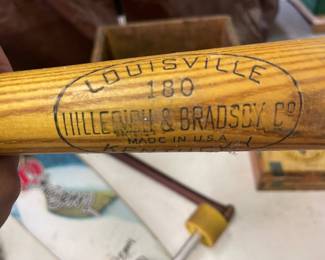 LOUISVILLE
180
HILLERICH & BRADSBY Co
MADE IN U.S.A.